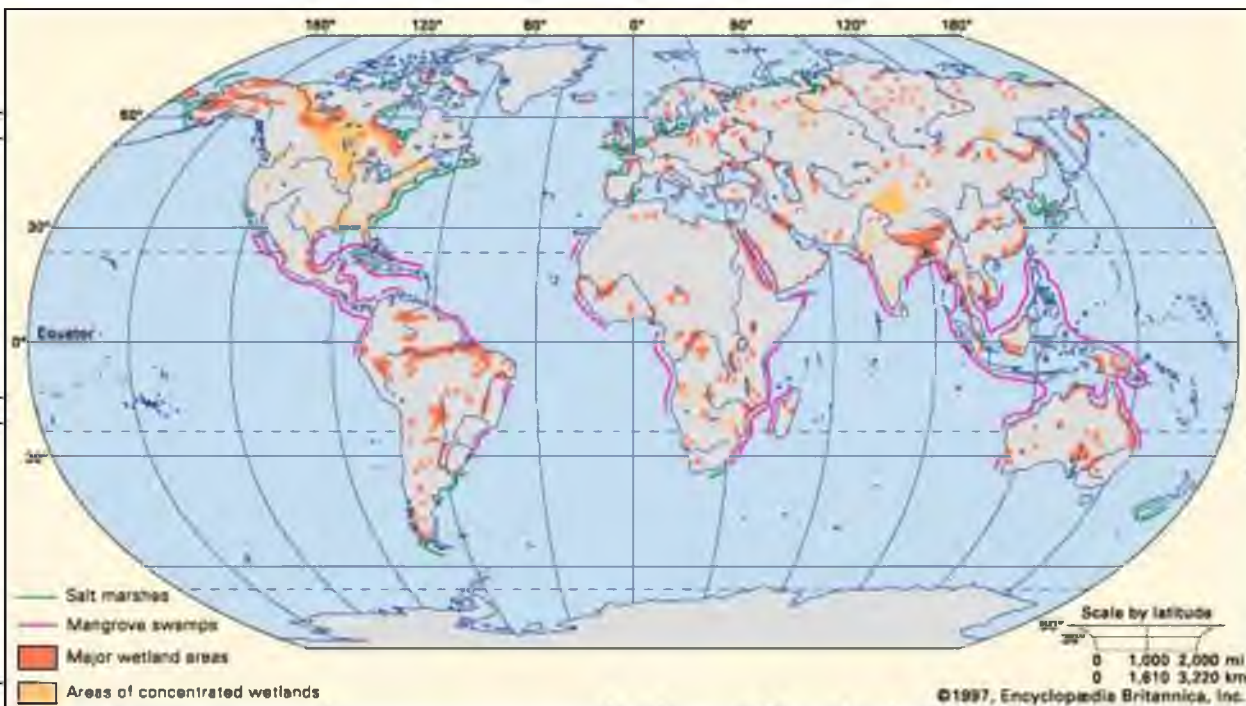 180° 120° 60° 0° 60° 120° 180°
60°
30°
Equator
0°
30°
Salt marshes
Mangrove swamps
Major wetland areas
Areas of concentrated wetlands
Scale by latitude
0 1,000 2,000 mi
0 1,610 3,220 km
©1997, Encyclopædia Britannica, Inc.